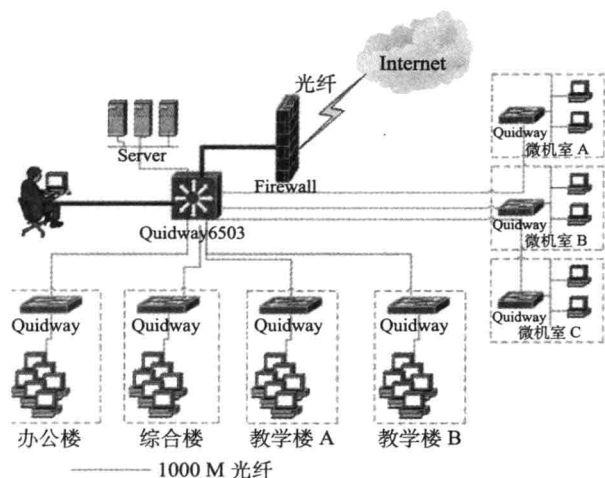 Internet
光纤
Server
Firewall
Quidway6503
Quidway
微机室 A
Quidway
微机室 B
Quidway
微机室 C
Quidway
Quidway
Quidway
Quidway
办公楼
综合楼
教学楼 A
教学楼 B
1000 M 光纤